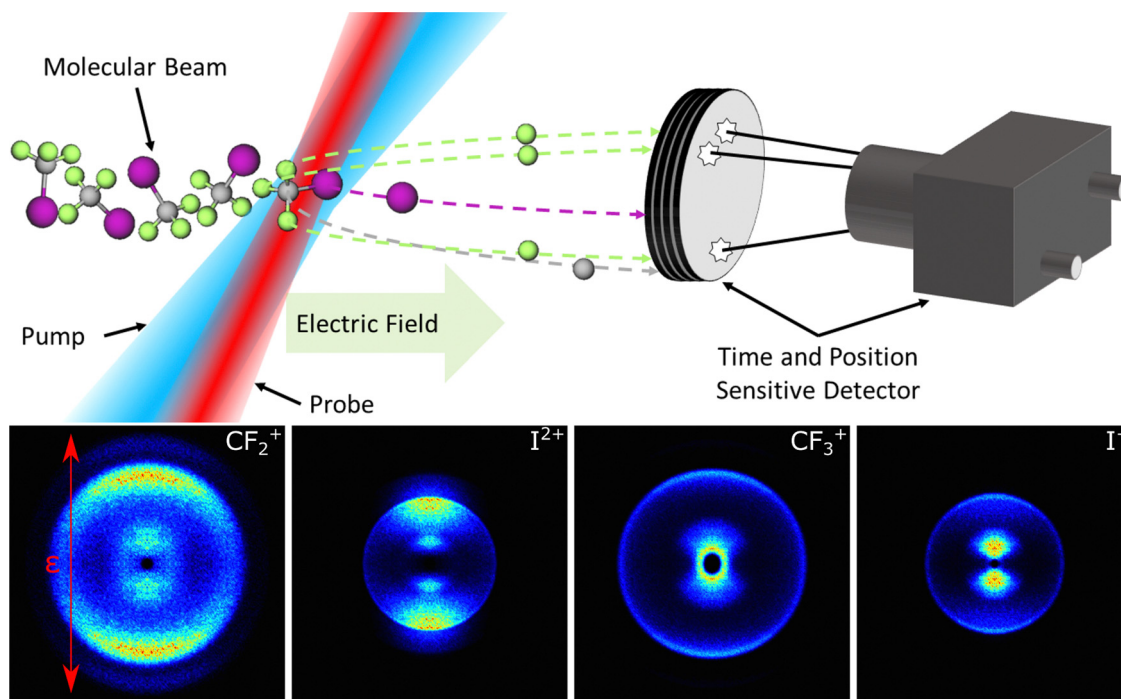 Molecular Beam
Pump
Electric Field
Probe
Time and Position
Sensitive Detector
CF₂⁺
I²⁺
CF₃⁺
I⁺
ε